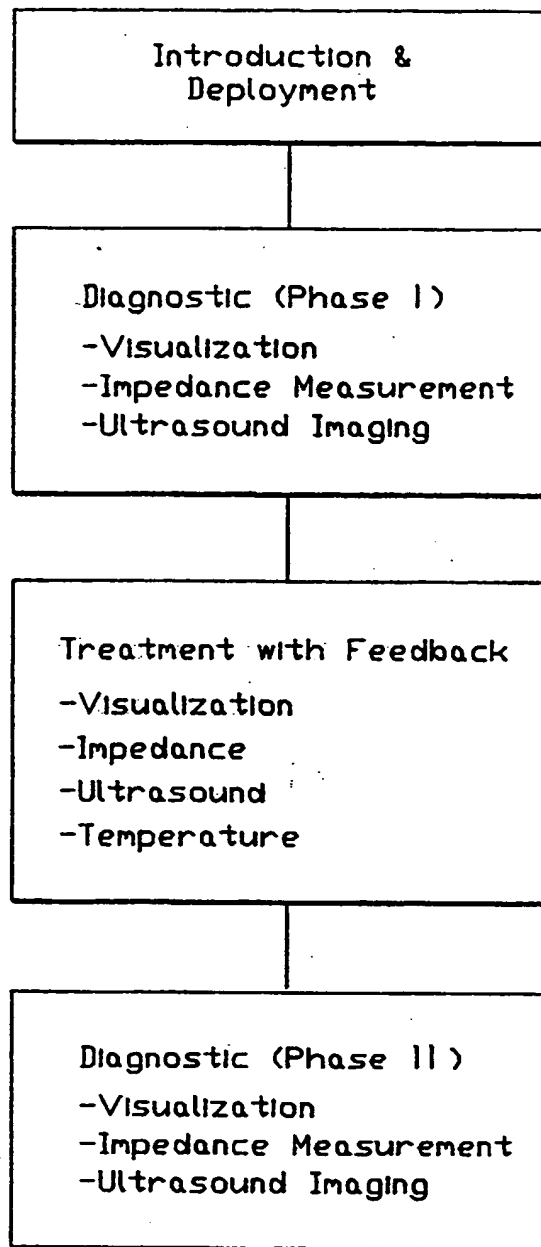 Introduction &
Deployment
Diagnostic (Phase I)
-Visualization
-Impedance Measurement
-Ultrasound Imaging
Treatment with Feedback
-Visualization
-Impedance
-Ultrasound
-Temperature
Diagnostic (Phase II)
-Visualization
-Impedance Measurement
-Ultrasound Imaging